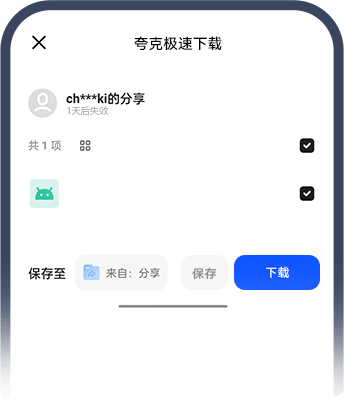 夸克极速下载
ch***ki的分享
1天后失效
共 1 项
保存至
来自：分享
保存
下载